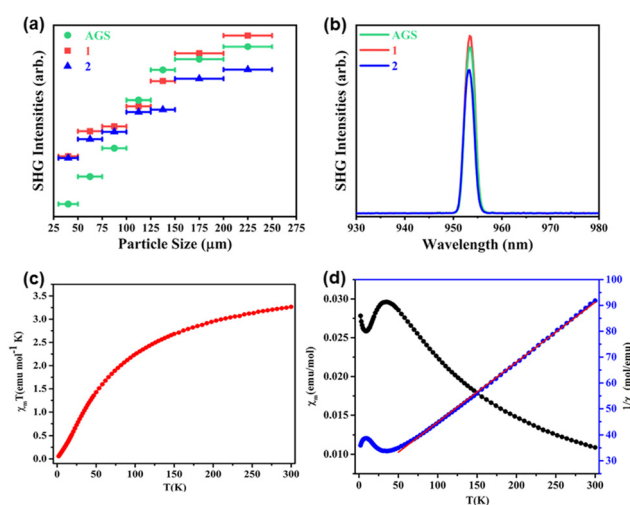 (a)
AGS
1
2
SHG Intensities (arb.)
25 50 75 100 125 150 175 200 225 250 275
Particle Size (μm)
(b)
AGS
1
2
SHG Intensities (arb.)
930 940 950 960 970 980
Wavelength (nm)
(c)
3.5
3.0
2.5
2.0
1.5
1.0
0.5
0.0
χₘT(emu mol⁻¹ K)
0 50 100 150 200 250 300
T(K)
(d)
0.030
0.025
0.020
0.015
0.010
χₘ (emu/mol)
100
90
80
70
60
50
40
30
20
10
0
1/χₘ (mol/emu)
0 50 100 150 200 250 300
T(K)